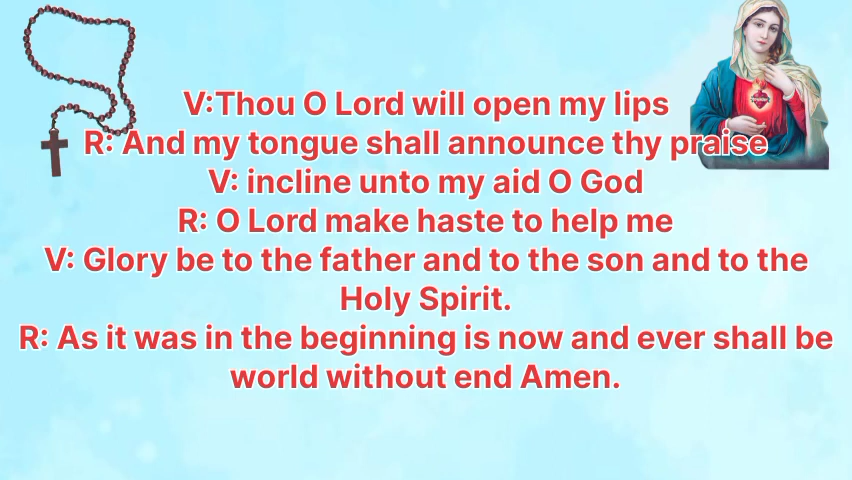 V:Thou O Lord will open my lips
R: And my tongue shall announce thy praise
V: incline unto my aid O God
R: O Lord make haste to help me
V: Glory be to the father and to the son and to the
Holy Spirit.
R: As it was in the beginning is now and ever shall be
world without end Amen.